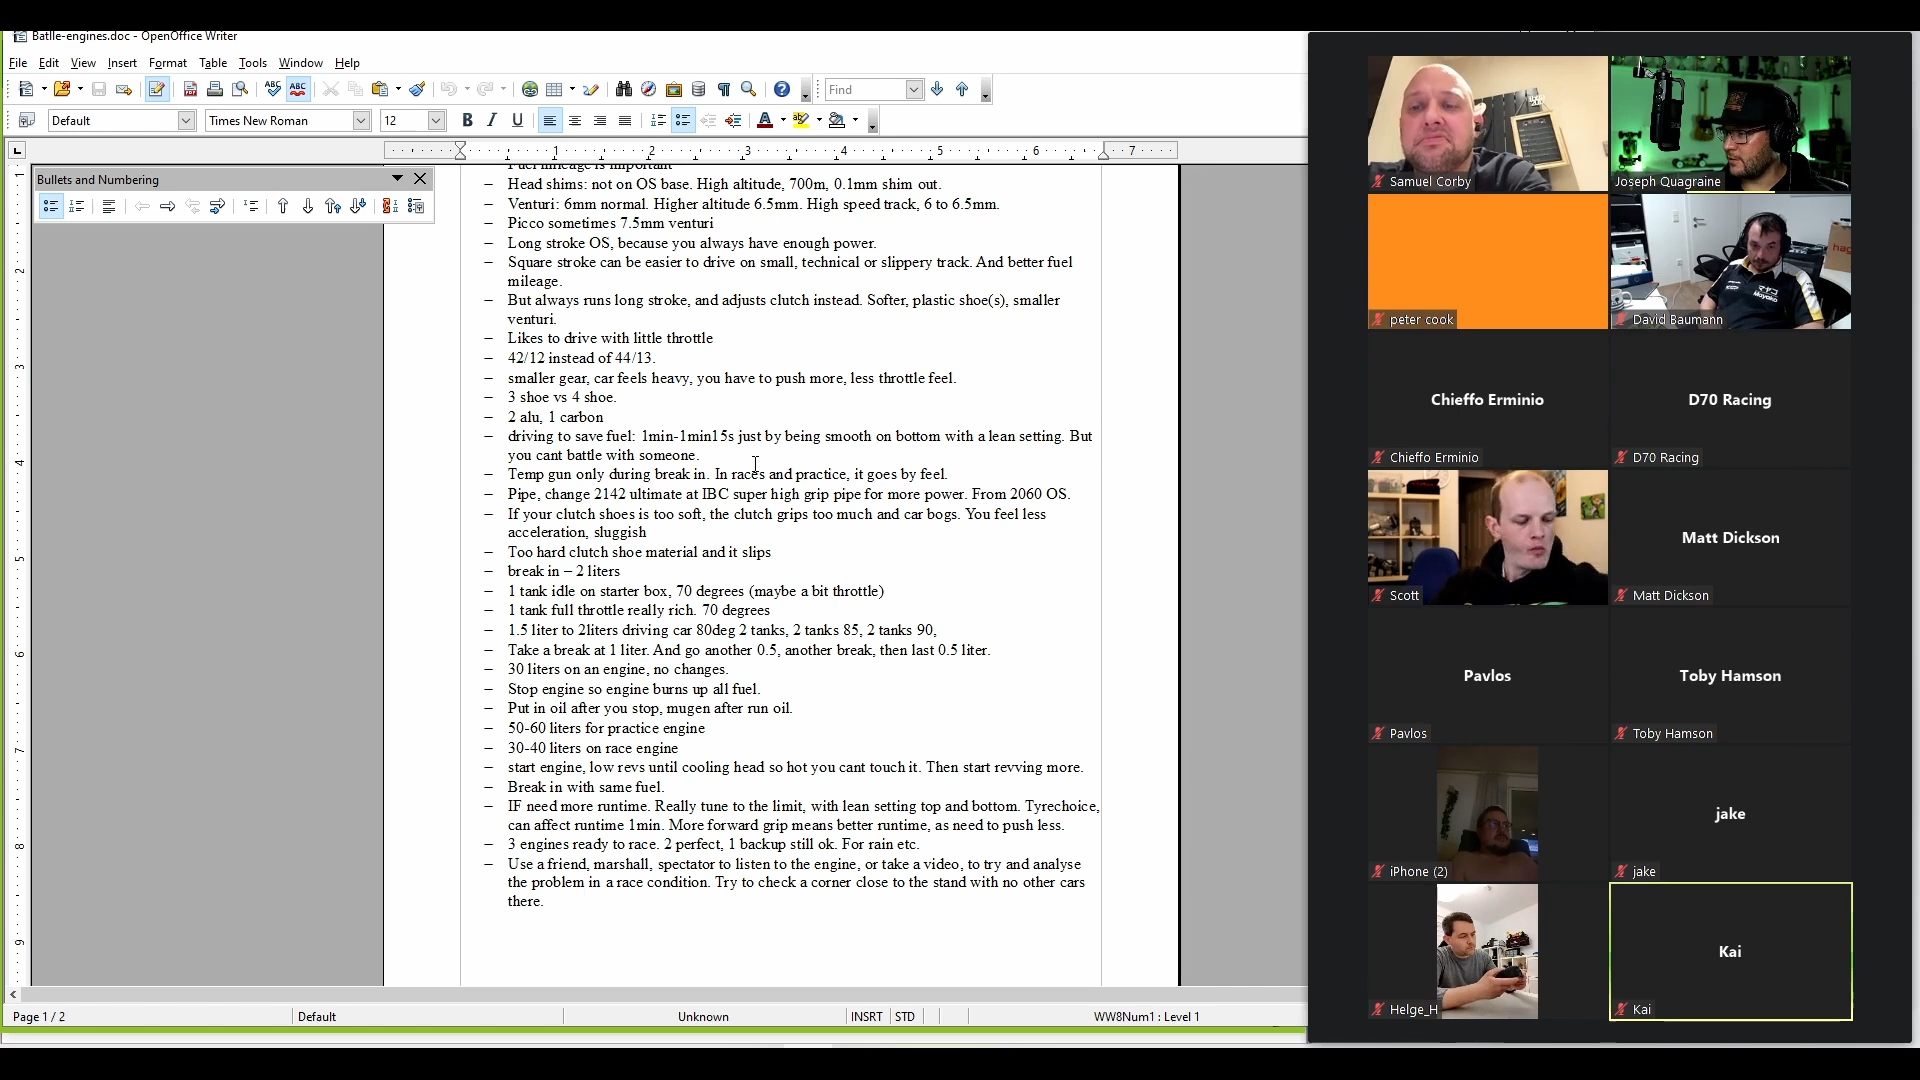 Batlle-engines.doc - OpenOffice Writer
File Edit View Insert Format Table Tools Window Help
Find
Default Times New Roman 12
Bullets and Numbering
Fuel mileage is important
– Head shims: not on OS base. High altitude, 700m, 0.1mm shim out.
– Venturi: 6mm normal. Higher altitude 6.5mm. High speed track, 6 to 6.5mm.
– Picco sometimes 7.5mm venturi
– Long stroke OS, because you always have enough power.
– Square stroke can be easier to drive on small, technical or slippery track. And better fuel
mileage.
– But always runs long stroke, and adjusts clutch instead. Softer, plastic shoe(s), smaller
venturi.
– Likes to drive with little throttle
– 42/12 instead of 44/13.
– smaller gear, car feels heavy, you have to push more, less throttle feel.
– 3 shoe vs 4 shoe.
– 2 alu, 1 carbon
– driving to save fuel: 1min-1min15s just by being smooth on bottom with a lean setting. But
you cant battle with someone.
– Temp gun only during break in. In races and practice, it goes by feel.
– Pipe, change 2142 ultimate at IBC super high grip pipe for more power. From 2060 OS.
– If your clutch shoes is too soft, the clutch grips too much and car bogs. You feel less
acceleration, sluggish
– Too hard clutch shoe material and it slips
– break in – 2 liters
– 1 tank idle on starter box, 70 degrees (maybe a bit throttle)
– 1 tank full throttle really rich. 70 degrees
– 1.5 liter to 2liters driving car 80deg 2 tanks, 2 tanks 85, 2 tanks 90,
– Take a break at 1 liter. And go another 0.5, another break, then last 0.5 liter.
– 30 liters on an engine, no changes.
– Stop engine so engine burns up all fuel.
– Put in oil after you stop, mugen after run oil.
– 50-60 liters for practice engine
– 30-40 liters on race engine
– start engine, low revs until cooling head so hot you cant touch it. Then start revving more.
– Break in with same fuel.
– IF need more runtime. Really tune to the limit, with lean setting top and bottom. Tyrechoice,
can affect runtime 1min. More forward grip means better runtime, as need to push less.
– 3 engines ready to race. 2 perfect, 1 backup still ok. For rain etc.
– Use a friend, marshall, spectator to listen to the engine, or take a video, to try and analyse
the problem in a race condition. Try to check a corner close to the stand with no other cars
there.
Page 1 / 2 Default Unknown INSRT STD WW8Num1 : Level 1
Samuel Corby
Joseph Quagraine
peter cook
David Baumann
Chieffo Erminio
Chieffo Erminio
D70 Racing
D70 Racing
Scott
Matt Dickson
Matt Dickson
Pavlos
Pavlos
Toby Hamson
Toby Hamson
iPhone (2)
jake
jake
Helge_H
Kai
Kai